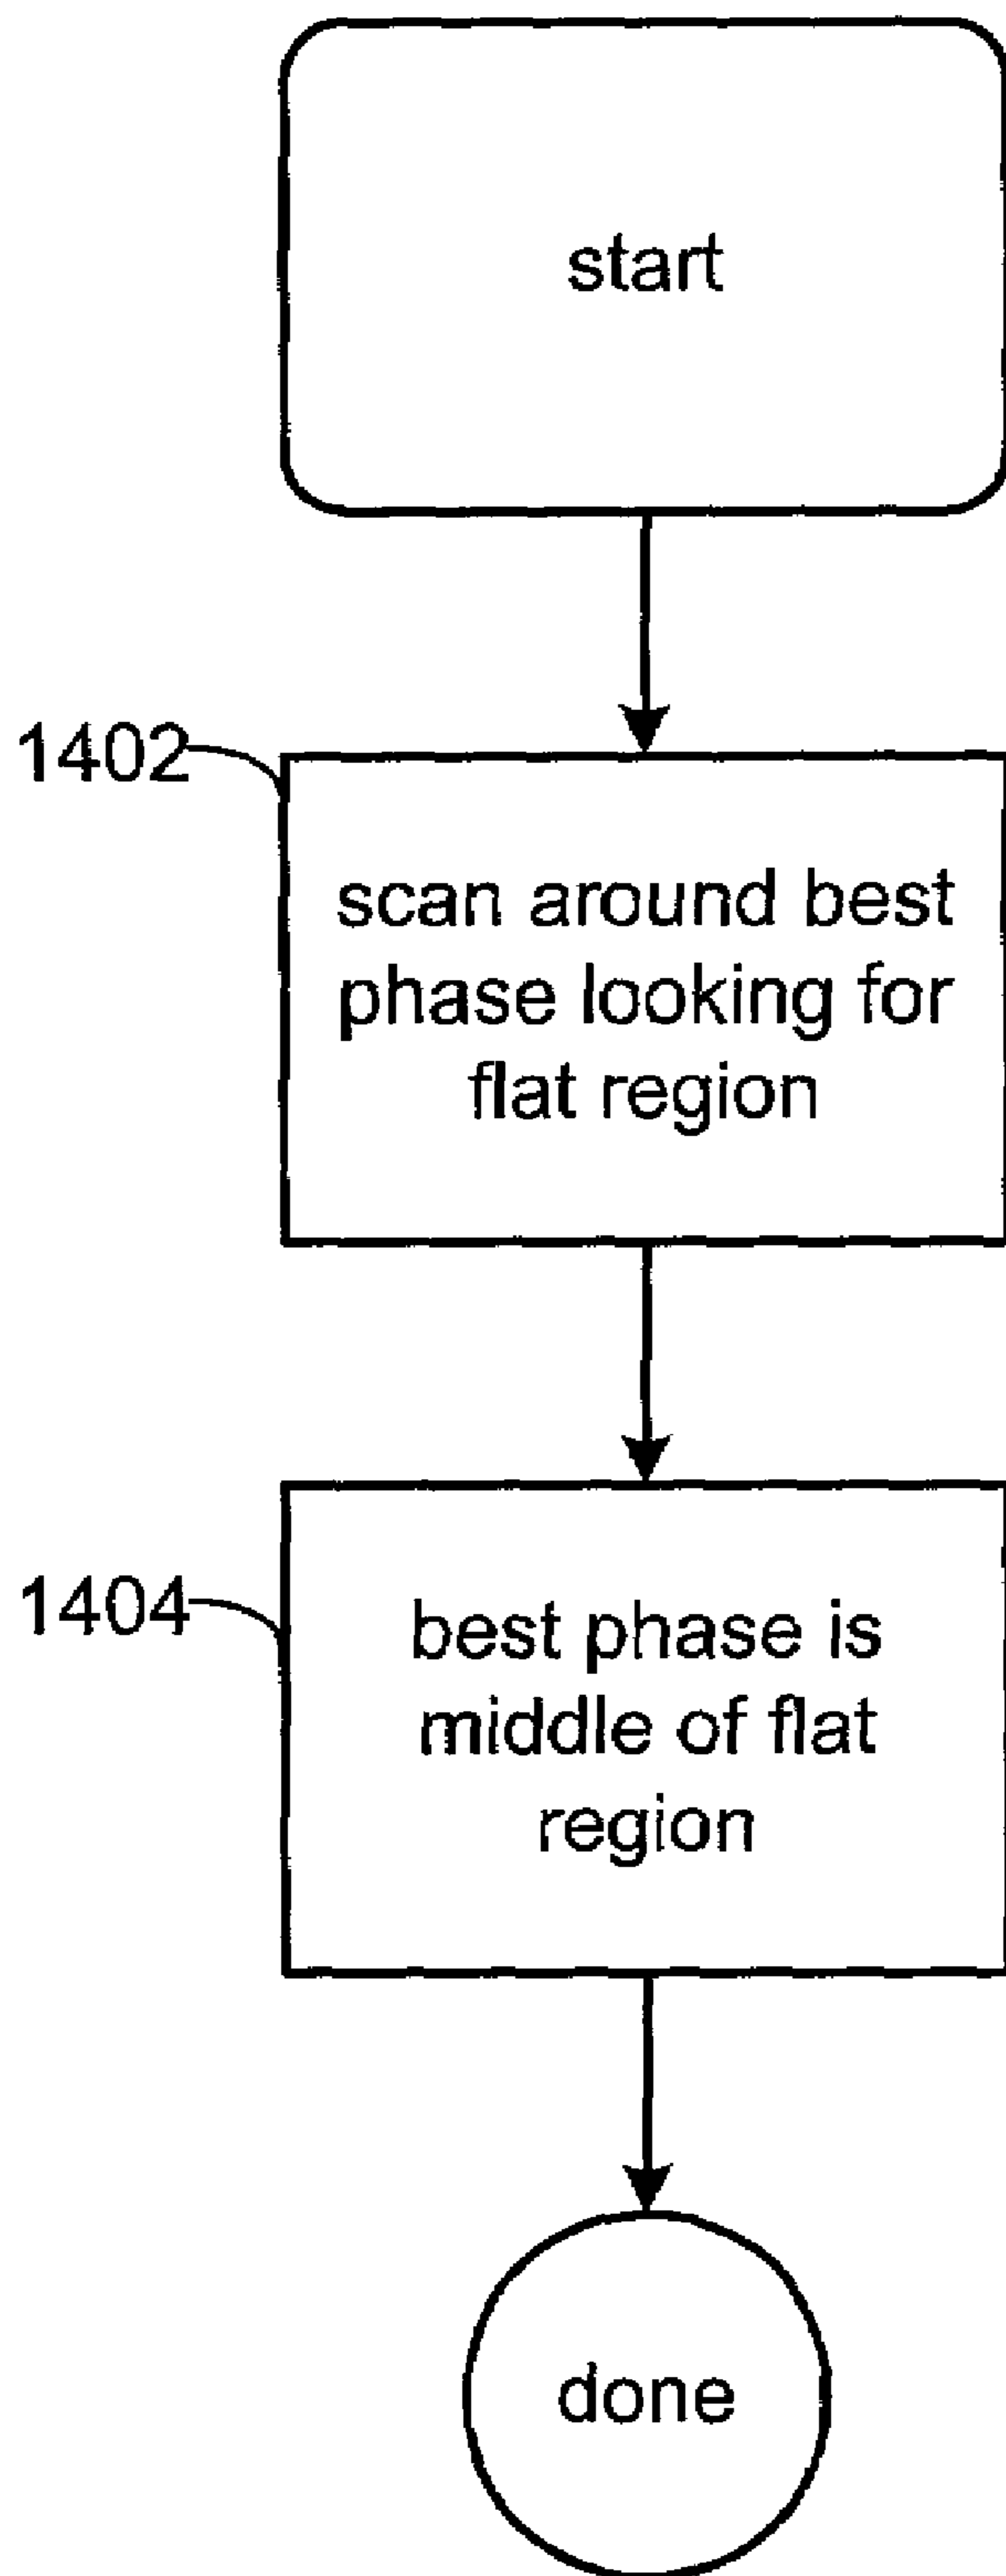 start
1402
scan around best
phase looking for
flat region
1404
best phase is
middle of flat
region
done